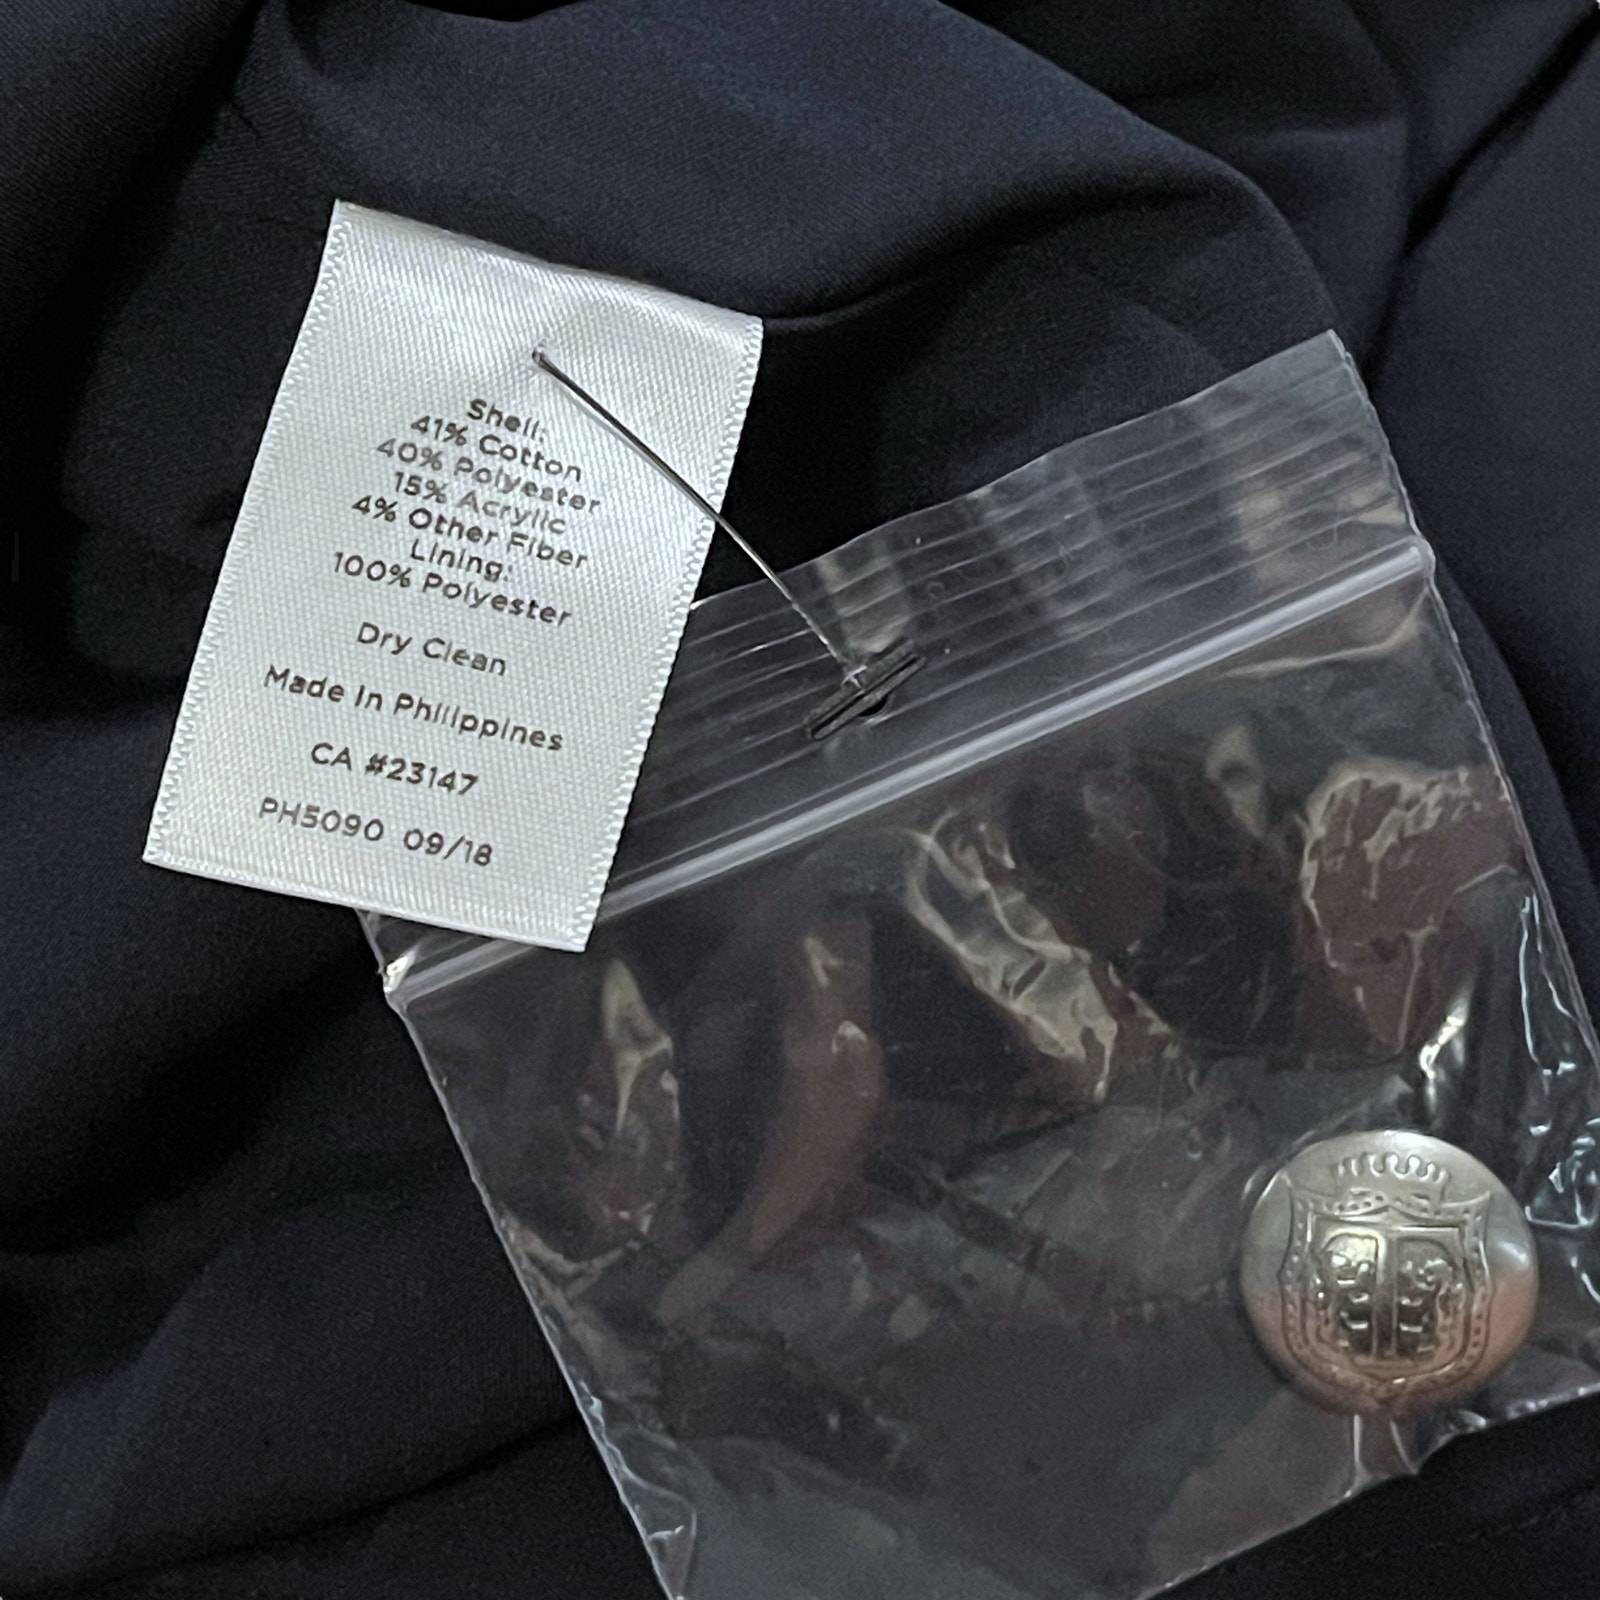 Shell:
41% Cotton
40% Polyester
15% Acrylic
4% Other Fiber
Lining:
100% Polyester
Dry Clean
Made In Philippines
CA #23147
PH5090 09/18